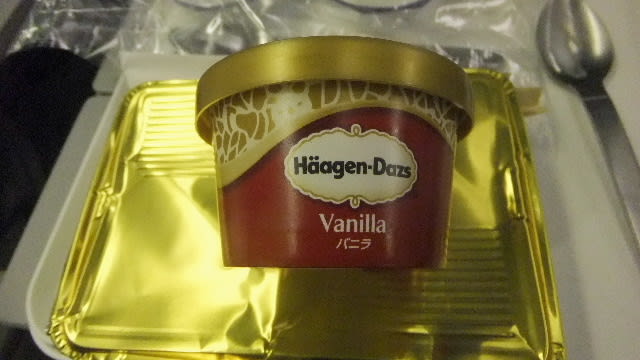 Häagen-Dazs
Vanilla
バニラ